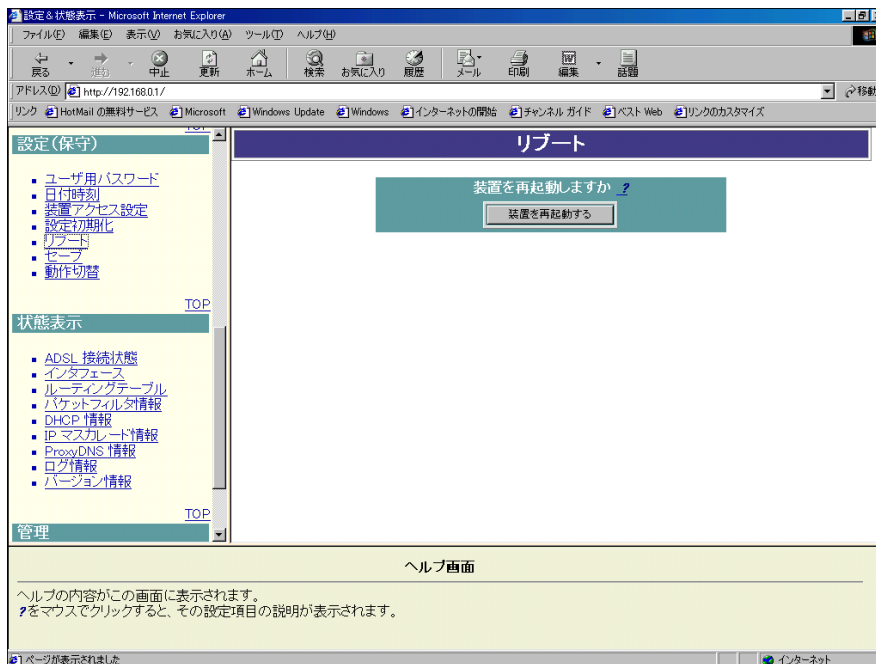 設定&状態表示 - Microsoft Internet Explorer
ファイル(F) 編集(E) 表示(V) お気に入り(A) ツール(T) ヘルプ(H)
戻る 進む 中止 更新 ホーム 検索 お気に入り 履歴 メール 印刷 編集 話題
アドレス(D) http://192.168.0.1/ 移動
リンク HotMail の無料サービス Microsoft Windows Update Windows インターネットの開始 チャンネル ガイド ベスト Web リンクのカスタマイズ
TOP
設定(保守)
ユーザ用パスワード
日付時刻
装置アクセス設定
設定初期化
リブート
セーブ
動作切替
TOP
状態表示
ADSL 接続状態
インタフェース
ルーティングテーブル
パケットフィルタ情報
DHCP 情報
IP マスカレード情報
ProxyDNS 情報
ログ情報
バージョン情報
TOP
管理
リブート
装置を再起動しますか ?
装置を再起動する
ヘルプ画面
ヘルプの内容がこの画面に表示されます。
?をマウスでクリックすると、その設定項目の説明が表示されます。
ページが表示されました インターネット